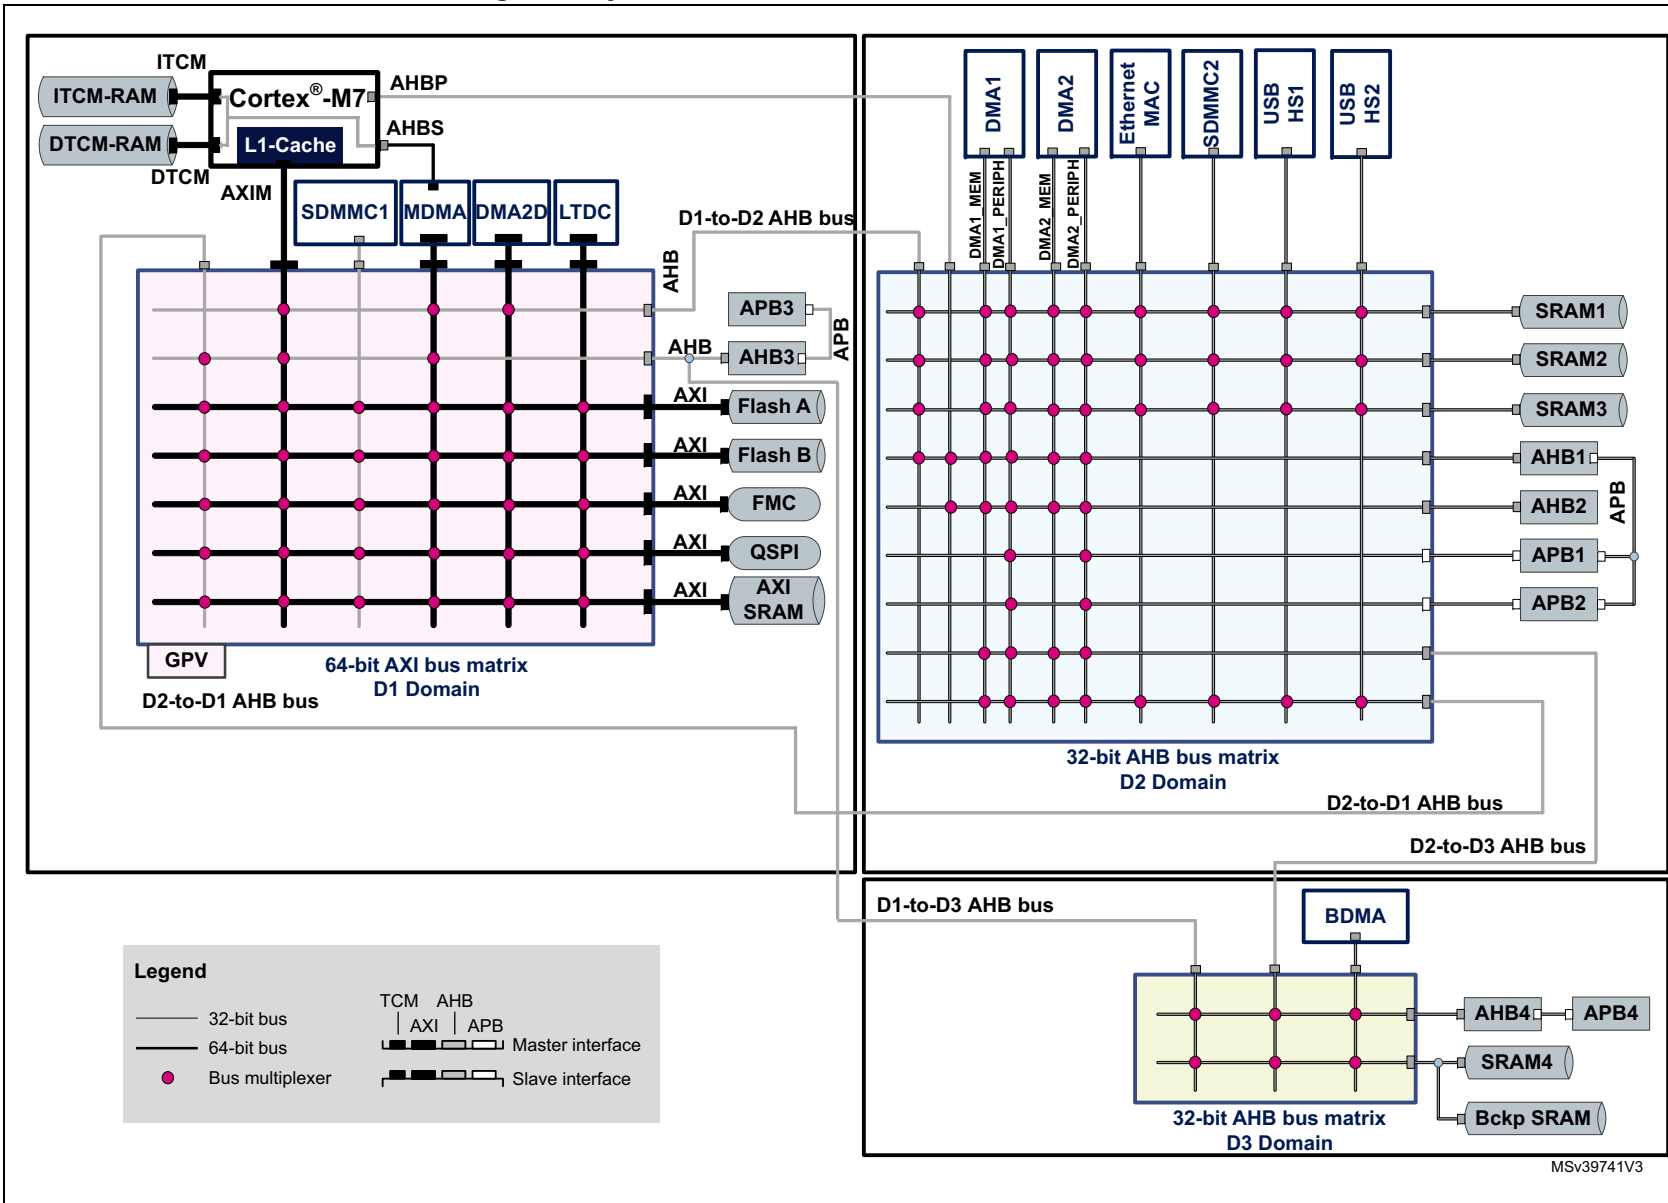 ITCM
ITCM-RAM
Cortex®-M7
AHBP
DTCM-RAM
L1-Cache
AHBS
DTCM
AXIM
SDMMC1
MDMA
DMA2D
LTDC
D1-to-D2 AHB bus
AHB
APB3
APB
AHB
AHB3
AXI
Flash A
AXI
Flash B
AXI
FMC
AXI
QSPI
AXI
AXI
SRAM
GPV
64-bit AXI bus matrix
D1 Domain
D2-to-D1 AHB bus
DMA1
DMA2
Ethernet
MAC
SDMMC2
USB
HS1
USB
HS2
DMA1_MEM
DMA1_PERIPH
DMA2_MEM
DMA2_PERIPH
SRAM1
SRAM2
SRAM3
AHB1
AHB2
APB
APB1
APB2
32-bit AHB bus matrix
D2 Domain
D2-to-D1 AHB bus
D2-to-D3 AHB bus
D1-to-D3 AHB bus
BDMA
AHB4
APB4
SRAM4
Bckp SRAM
32-bit AHB bus matrix
D3 Domain
Legend
32-bit bus
64-bit bus
Bus multiplexer
TCM
AHB
AXI
APB
Master interface
Slave interface
MSv39741V3